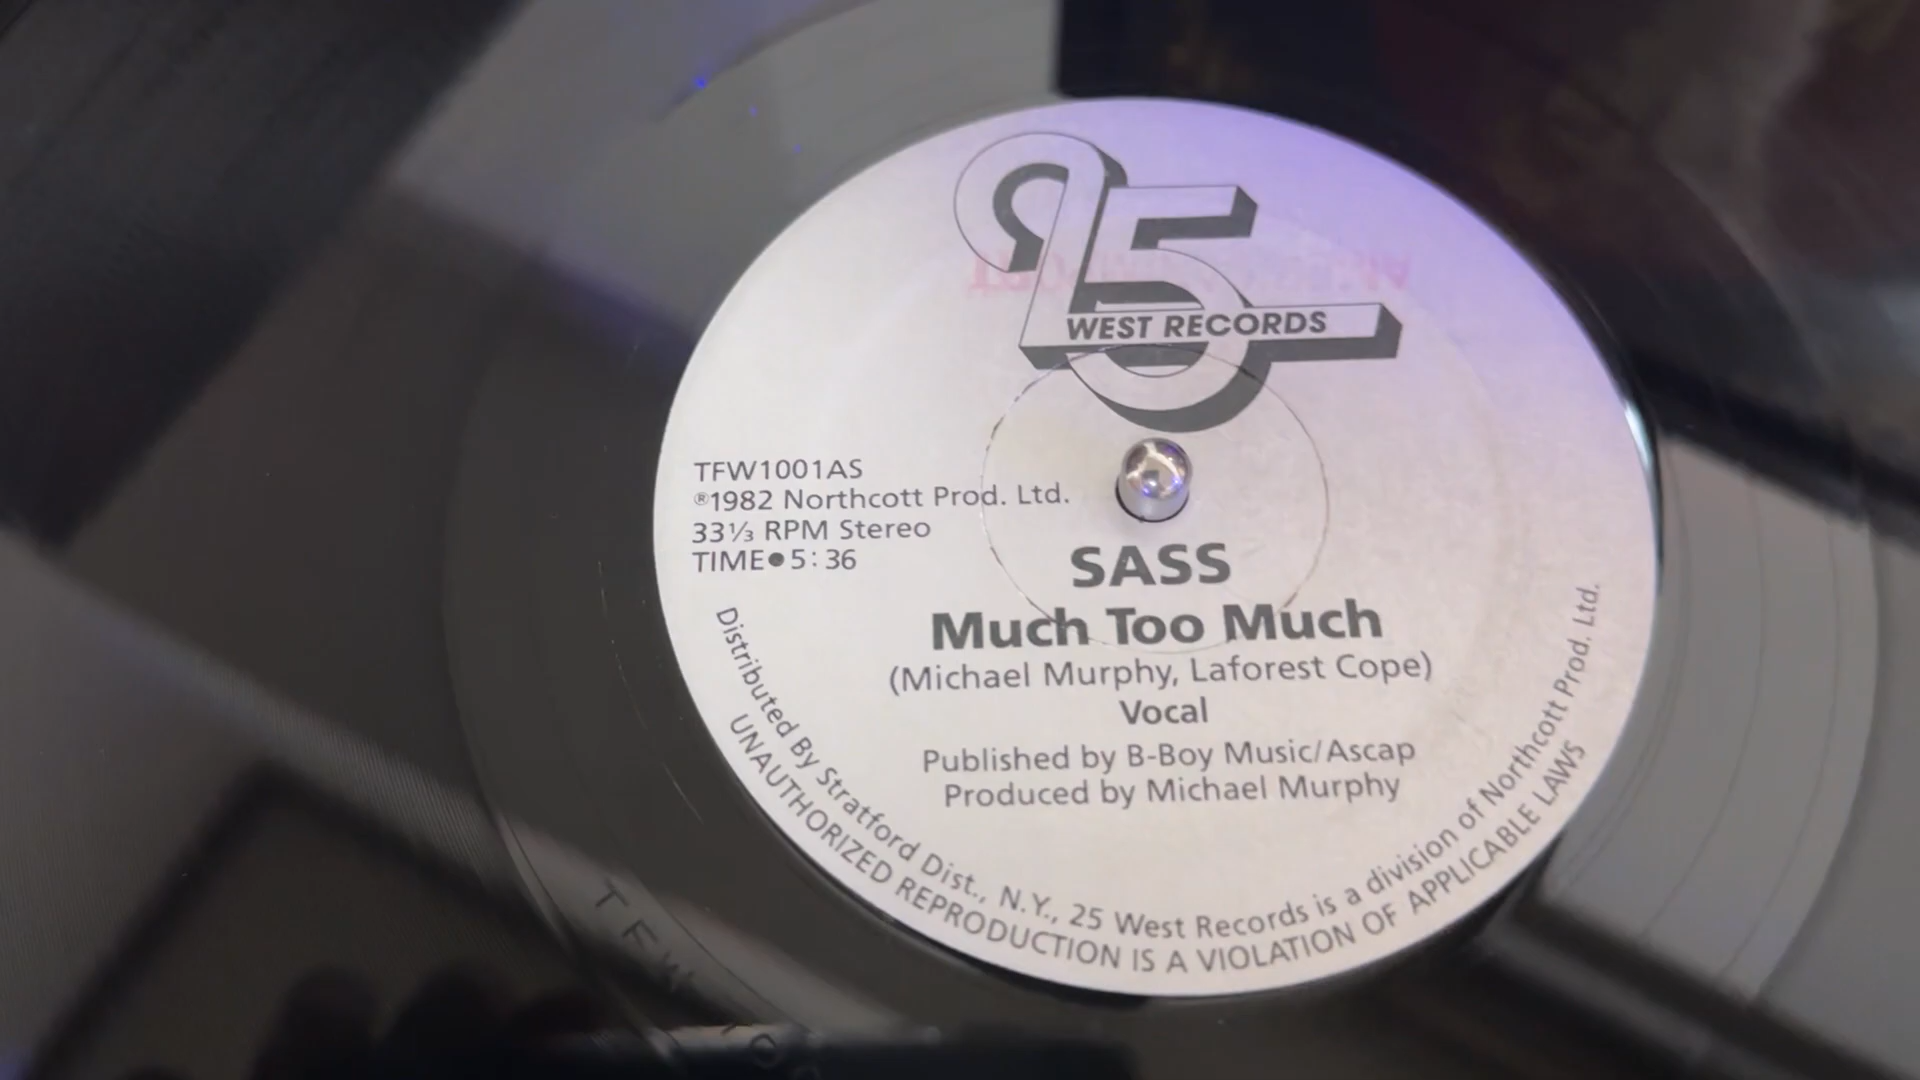 25
WEST RECORDS
TFW1001AS
℗1982 Northcott Prod. Ltd.
33⅓ RPM Stereo
TIME●5:36
SASS
Much Too Much
(Michael Murphy, Laforest Cope)
Vocal
Published by B-Boy Music/Ascap
Produced by Michael Murphy
Distributed By Stratford Dist., N.Y., 25 West Records is a division of Northcott Prod. Ltd.
UNAUTHORIZED REPRODUCTION IS A VIOLATION OF APPLICABLE LAWS
TFW